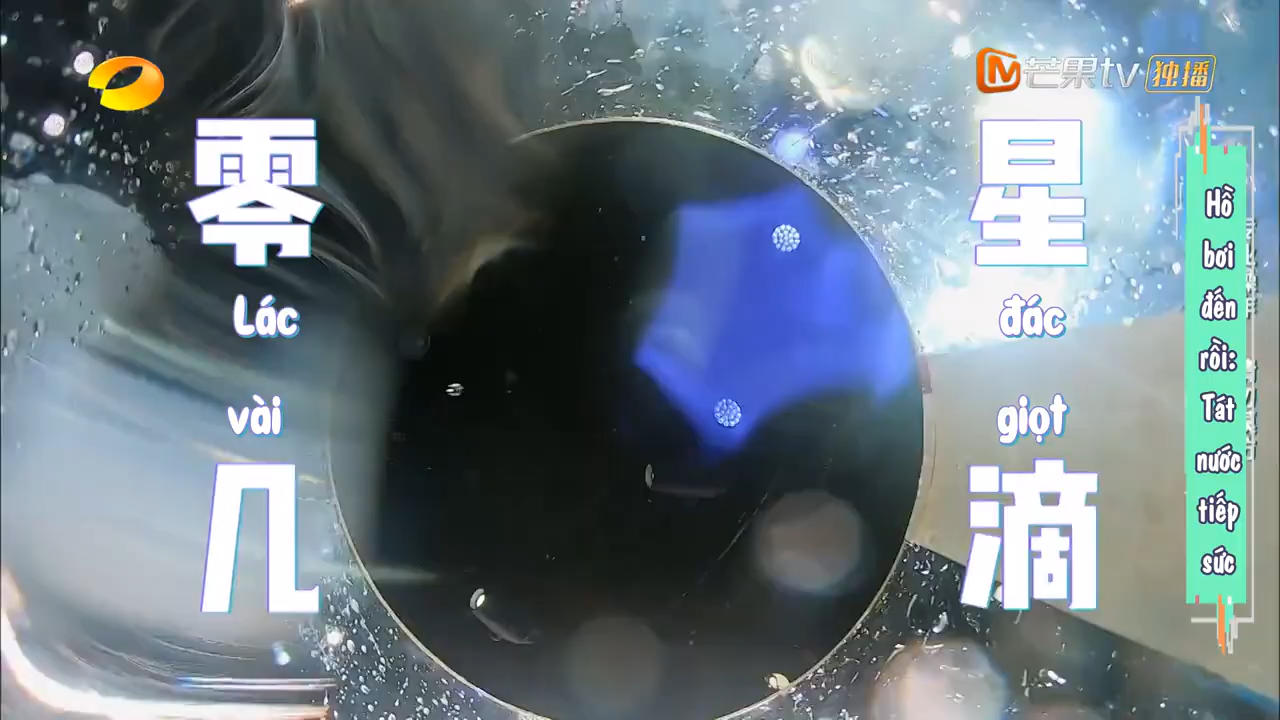 芒果tv 独播
零 星
Lác đác
vài giọt
几 滴
Hồ
bơi
đến
rồi:
Tát
nước
tiếp
sức